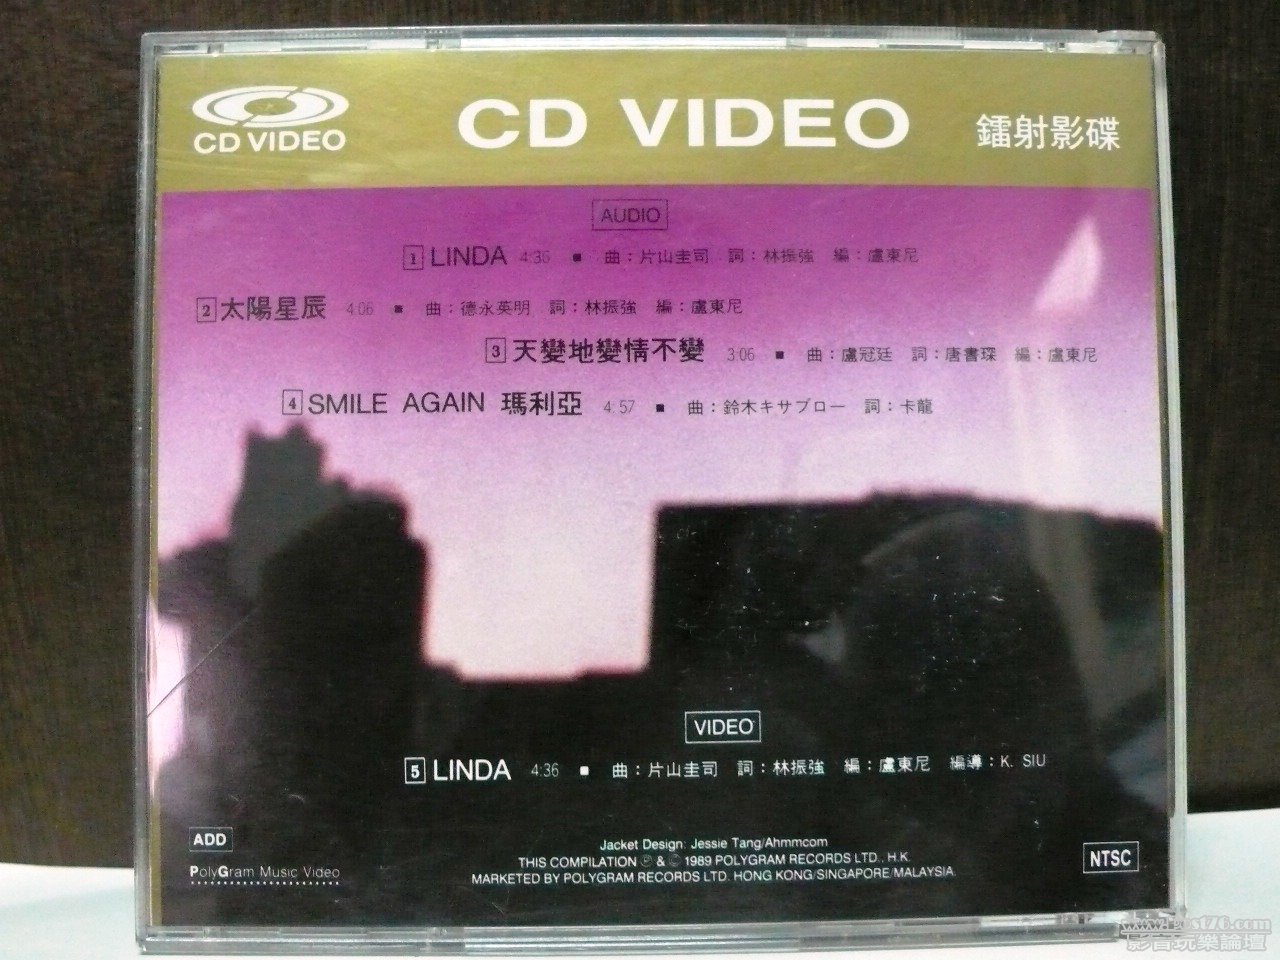 CD VIDEO
CD VIDEO
鐳射影碟
AUDIO
1 LINDA 4:36 ■ 曲：片山圭司 詞：林振強 編：盧東尼
2 太陽星辰 4:06 ■ 曲：德永英明 詞：林振強 編：盧東尼
3 天變地變情不變 3:06 ■ 曲：盧冠廷 詞：唐書琛 編：盧東尼
4 SMILE AGAIN 瑪利亞 4:57 ■ 曲：鈴木キサブロー 詞：卡龍
VIDEO
5 LINDA 4:36 ■ 曲：片山圭司 詞：林振強 編：盧東尼 編導：K. SIU
ADD
PolyGram Music Video
Jacket Design: Jessie Tang/Ahmmcom
THIS COMPILATION ℗ & © 1989 POLYGRAM RECORDS LTD., H.K.
MARKETED BY POLYGRAM RECORDS LTD. HONG KONG/SINGAPORE/MALAYSIA.
NTSC
www.post76.com
影音玩樂論壇